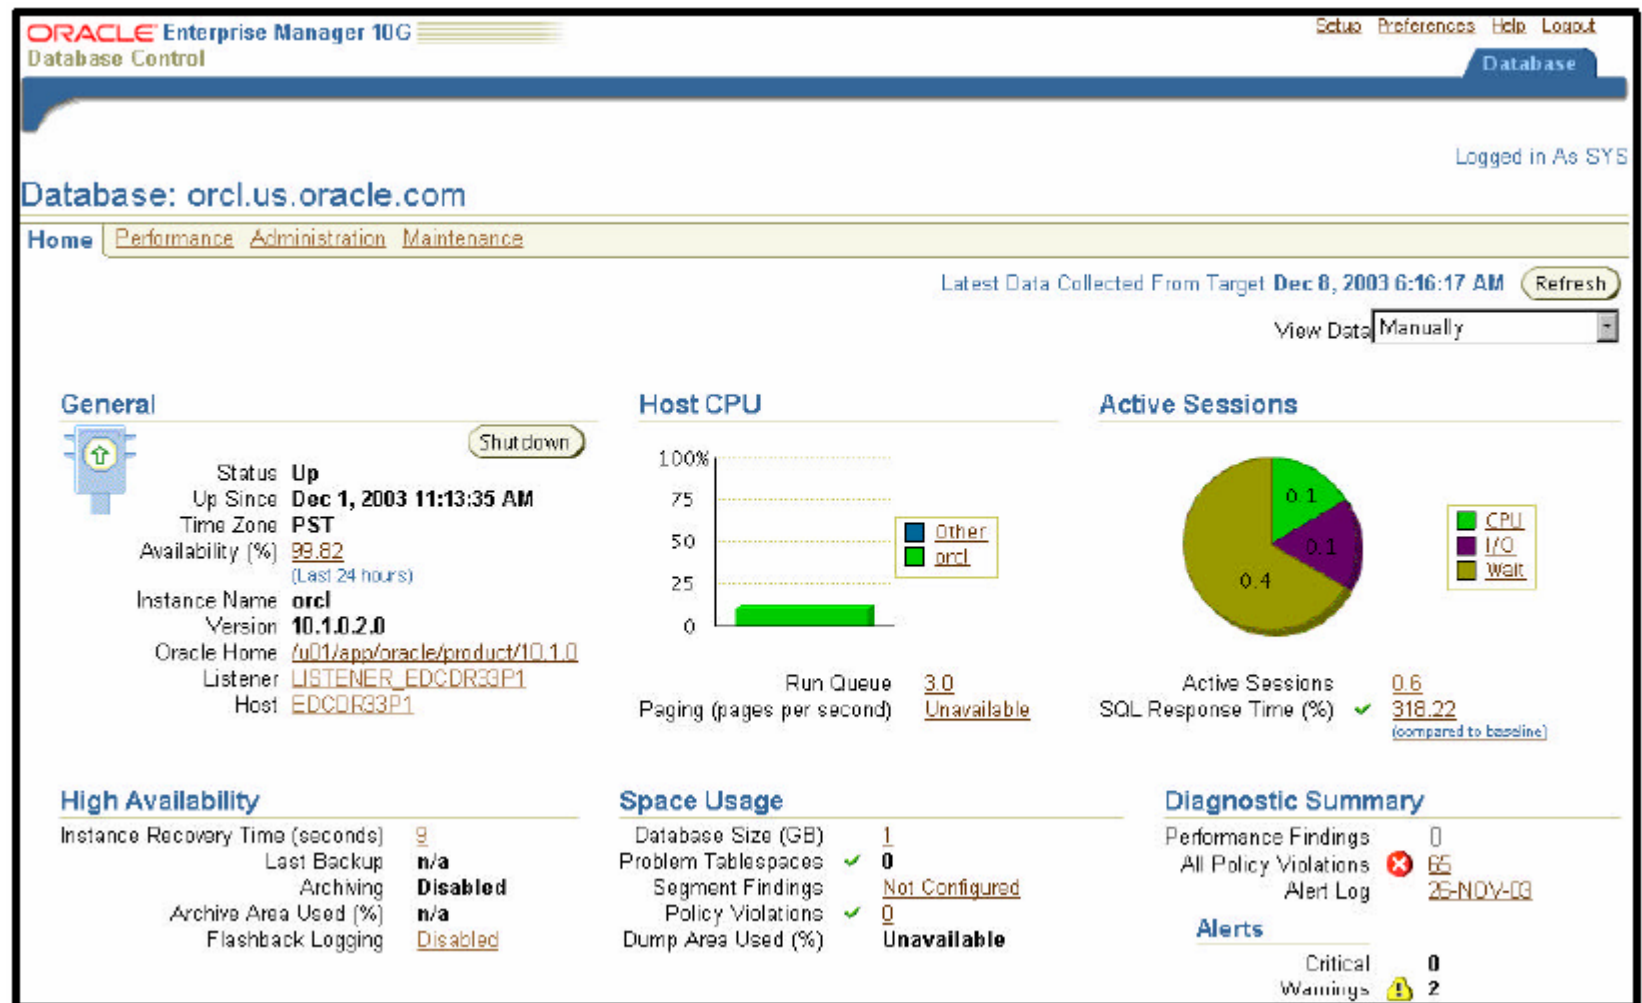 ORACLE Enterprise Manager 10G
Database Control
Setup Preferences Help Logout
Database
Logged in As SYS
Database: orcl.us.oracle.com
Home Performance Administration Maintenance
Latest Data Collected From Target Dec 8, 2003 6:16:17 AM Refresh
View Data Manually
General
Shutdown
Status Up
Up Since Dec 1, 2003 11:13:35 AM
Time Zone PST
Availability (%) 99.82
(Last 24 hours)
Instance Name orcl
Version 10.1.0.2.0
Oracle Home /u01/app/oracle/product/10.1.0
Listener LISTENER_EDCDR33P1
Host EDCDR33P1
Host CPU
100%
75
50
25
0
Other
orcl
Run Queue 3.0
Paging (pages per second) Unavailable
Active Sessions
0.1
0.1
0.4
CPU
I/O
Wait
Active Sessions 0.6
SQL Response Time (%) 318.22
(compared to baseline)
High Availability
Instance Recovery Time (seconds) 9
Last Backup n/a
Archiving Disabled
Archive Area Used (%) n/a
Flashback Logging Disabled
Space Usage
Database Size (GB) 1
Problem Tablespaces 0
Segment Findings Not Configured
Policy Violations 0
Dump Area Used (%) Unavailable
Diagnostic Summary
Performance Findings 0
All Policy Violations 65
Alert Log 26-NOV-03
Alerts
Critical 0
Warnings 2